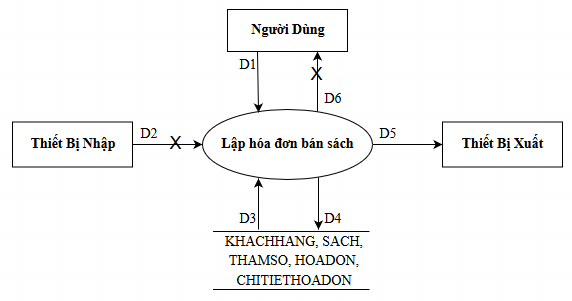 Người Dùng
D1
X
D6
Thiết Bị Nhập
D2
X
Lập hóa đơn bán sách
D5
Thiết Bị Xuất
D3
D4
KHACHHANG, SACH,
THAMSO, HOADON,
CHITIETHOADON